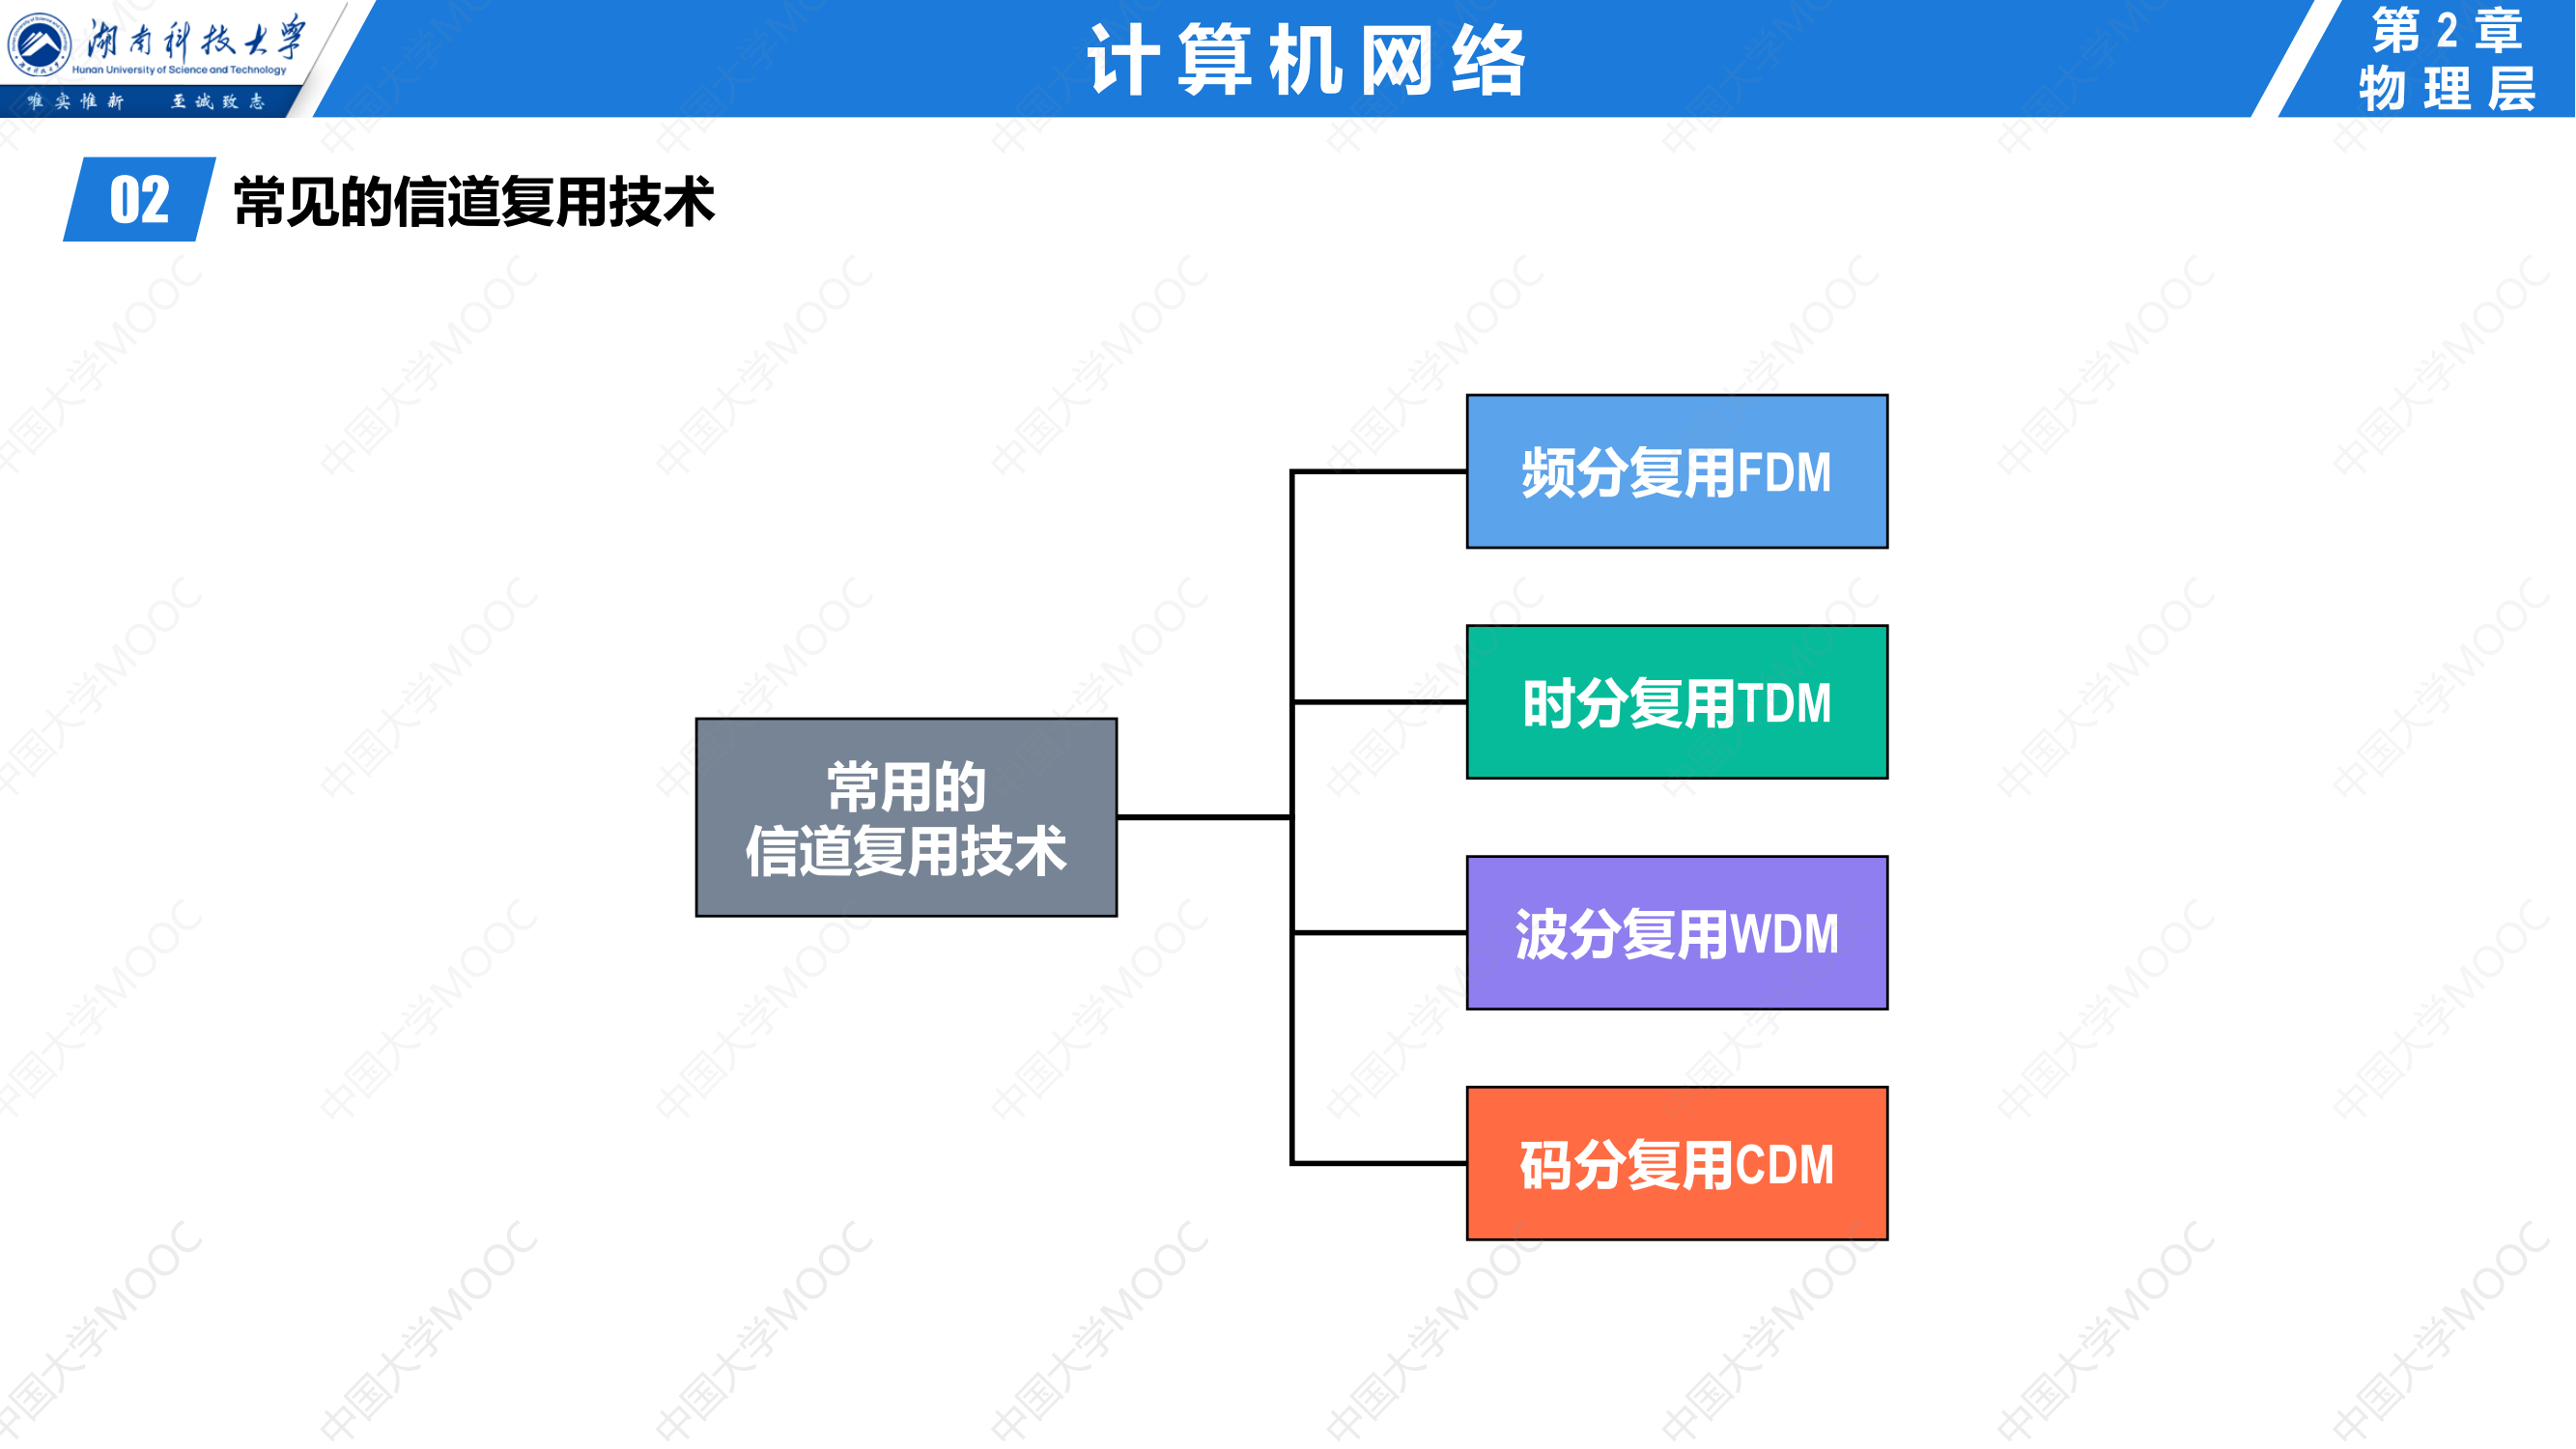 湖南科技大学
Hunan University of Science and Technology
唯实惟新 至诚致志
计算机网络
第2章
物理层
02 常见的信道复用技术
频分复用FDM
时分复用TDM
常用的
信道复用技术
波分复用WDM
码分复用CDM
中国大学MOOC